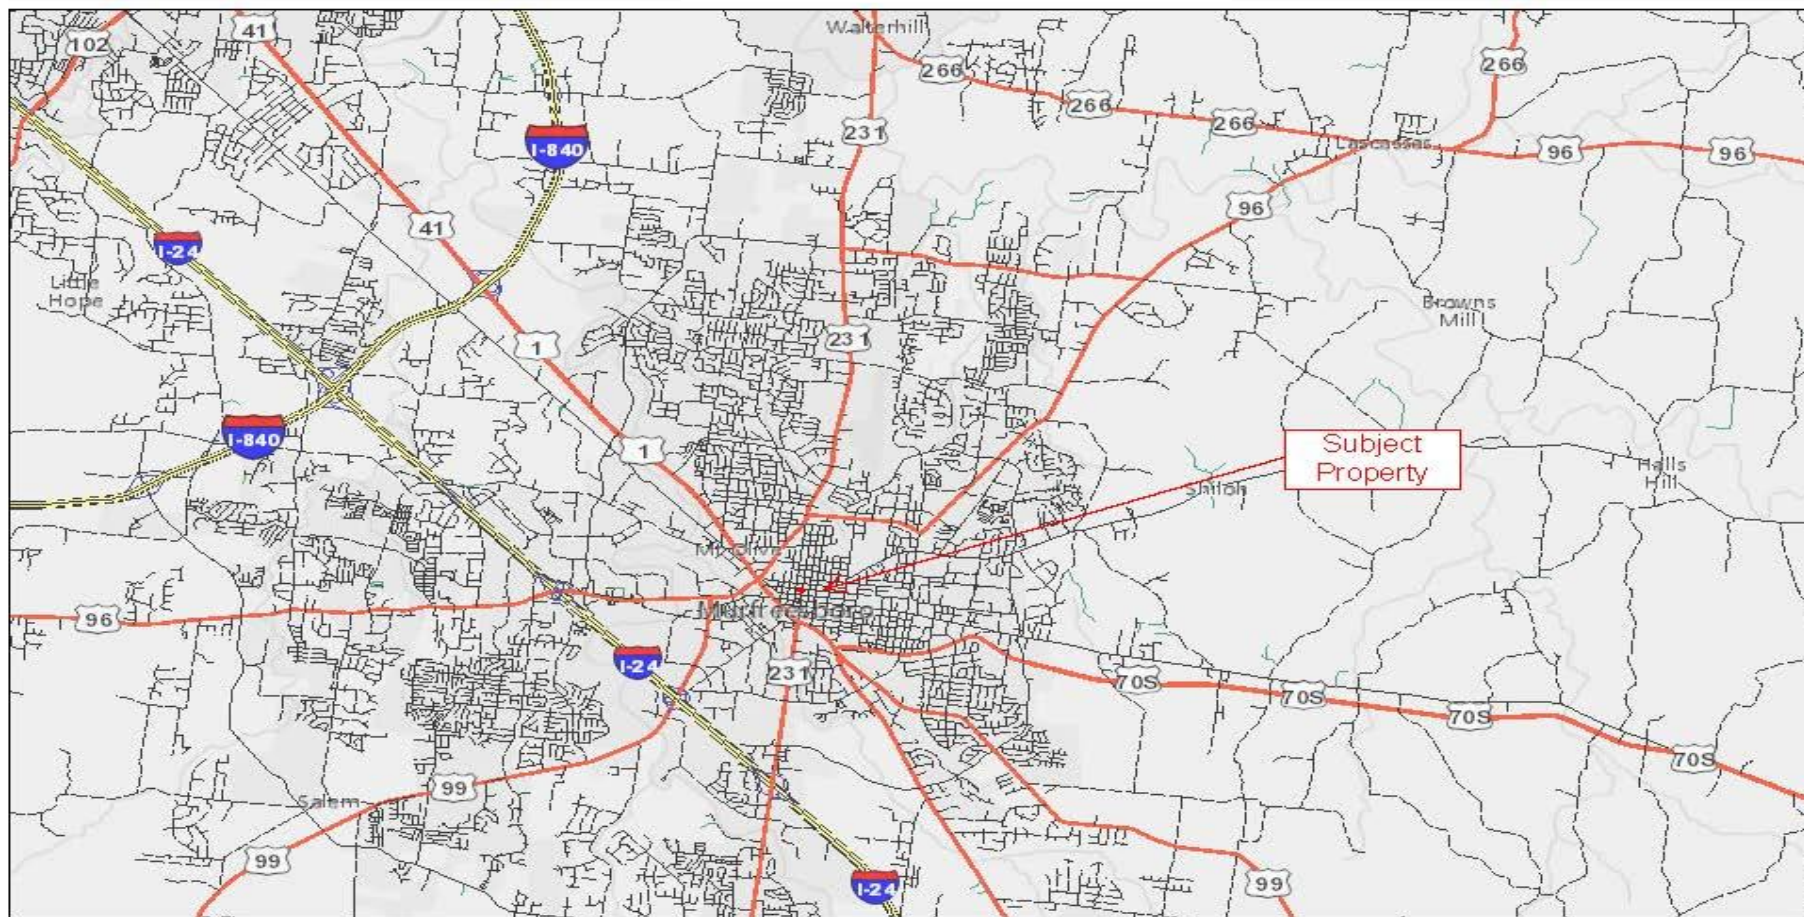 102
41
Walterhill
266
266
266
266
231
I-840
Lascassas
96
96
96
41
I-24
Little
Hope
Browns
Mill
1
231
I-840
1
Subject
Property
Halls
Hill
Shiloh
Mt Olive
Murfreesboro
96
I-24
231
70S
70S
70S
70S
99
Salem
99
I-24
99